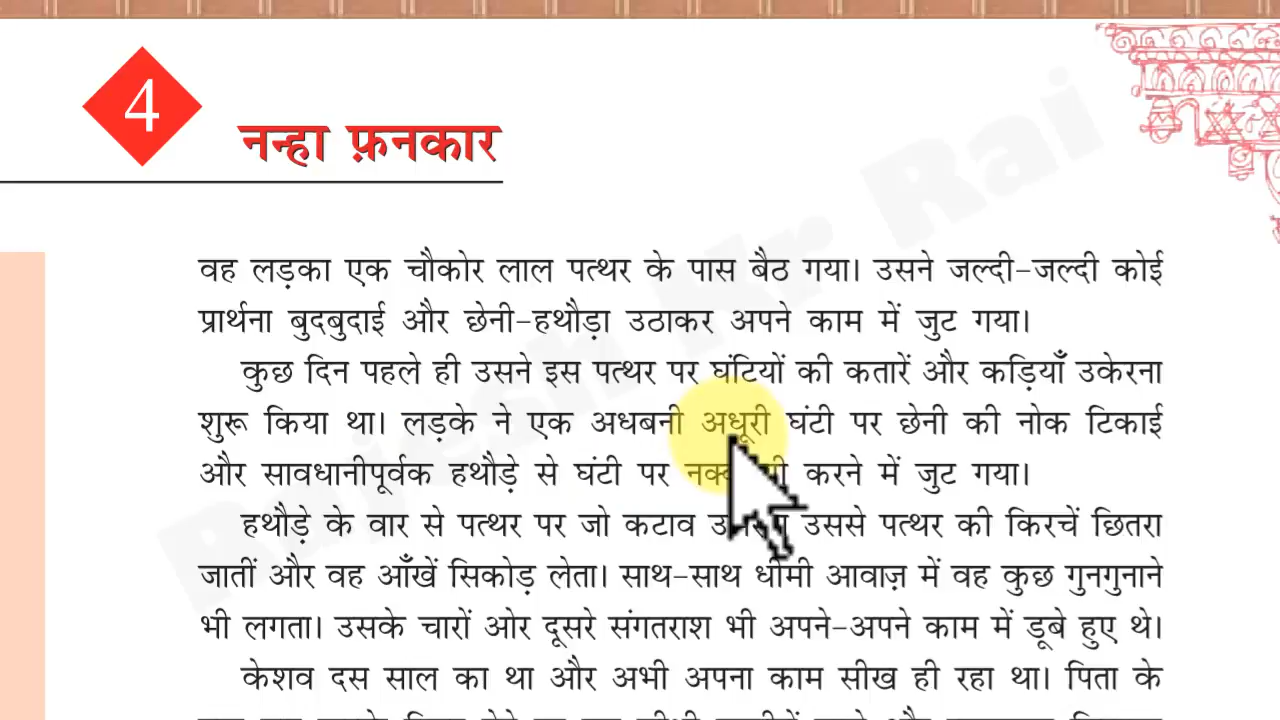 4
नन्हा फ़नकार
Rajesh Kr Rai
वह लड़का एक चौकोर लाल पत्थर के पास बैठ गया। उसने जल्दी-जल्दी कोई
प्रार्थना बुदबुदाई और छेनी-हथौड़ा उठाकर अपने काम में जुट गया।
कुछ दिन पहले ही उसने इस पत्थर पर घंटियों की कतारें और कड़ियाँ उकेरना
शुरू किया था। लड़के ने एक अधबनी अधूरी घंटी पर छेनी की नोक टिकाई
और सावधानीपूर्वक हथौड़े से घंटी पर करने में जुट गया।
हथौड़े के वार से पत्थर पर जो कटाव उससे पत्थर की किरचें छितरा
जातीं और वह आँखें सिकोड़ लेता। साथ-साथ धीमी आवाज़ में वह कुछ गुनगुनाने
भी लगता। उसके चारों ओर दूसरे संगतराश भी अपने-अपने काम में डूबे हुए थे।
केशव दस साल का था और अभी अपना काम सीख ही रहा था। पिता के